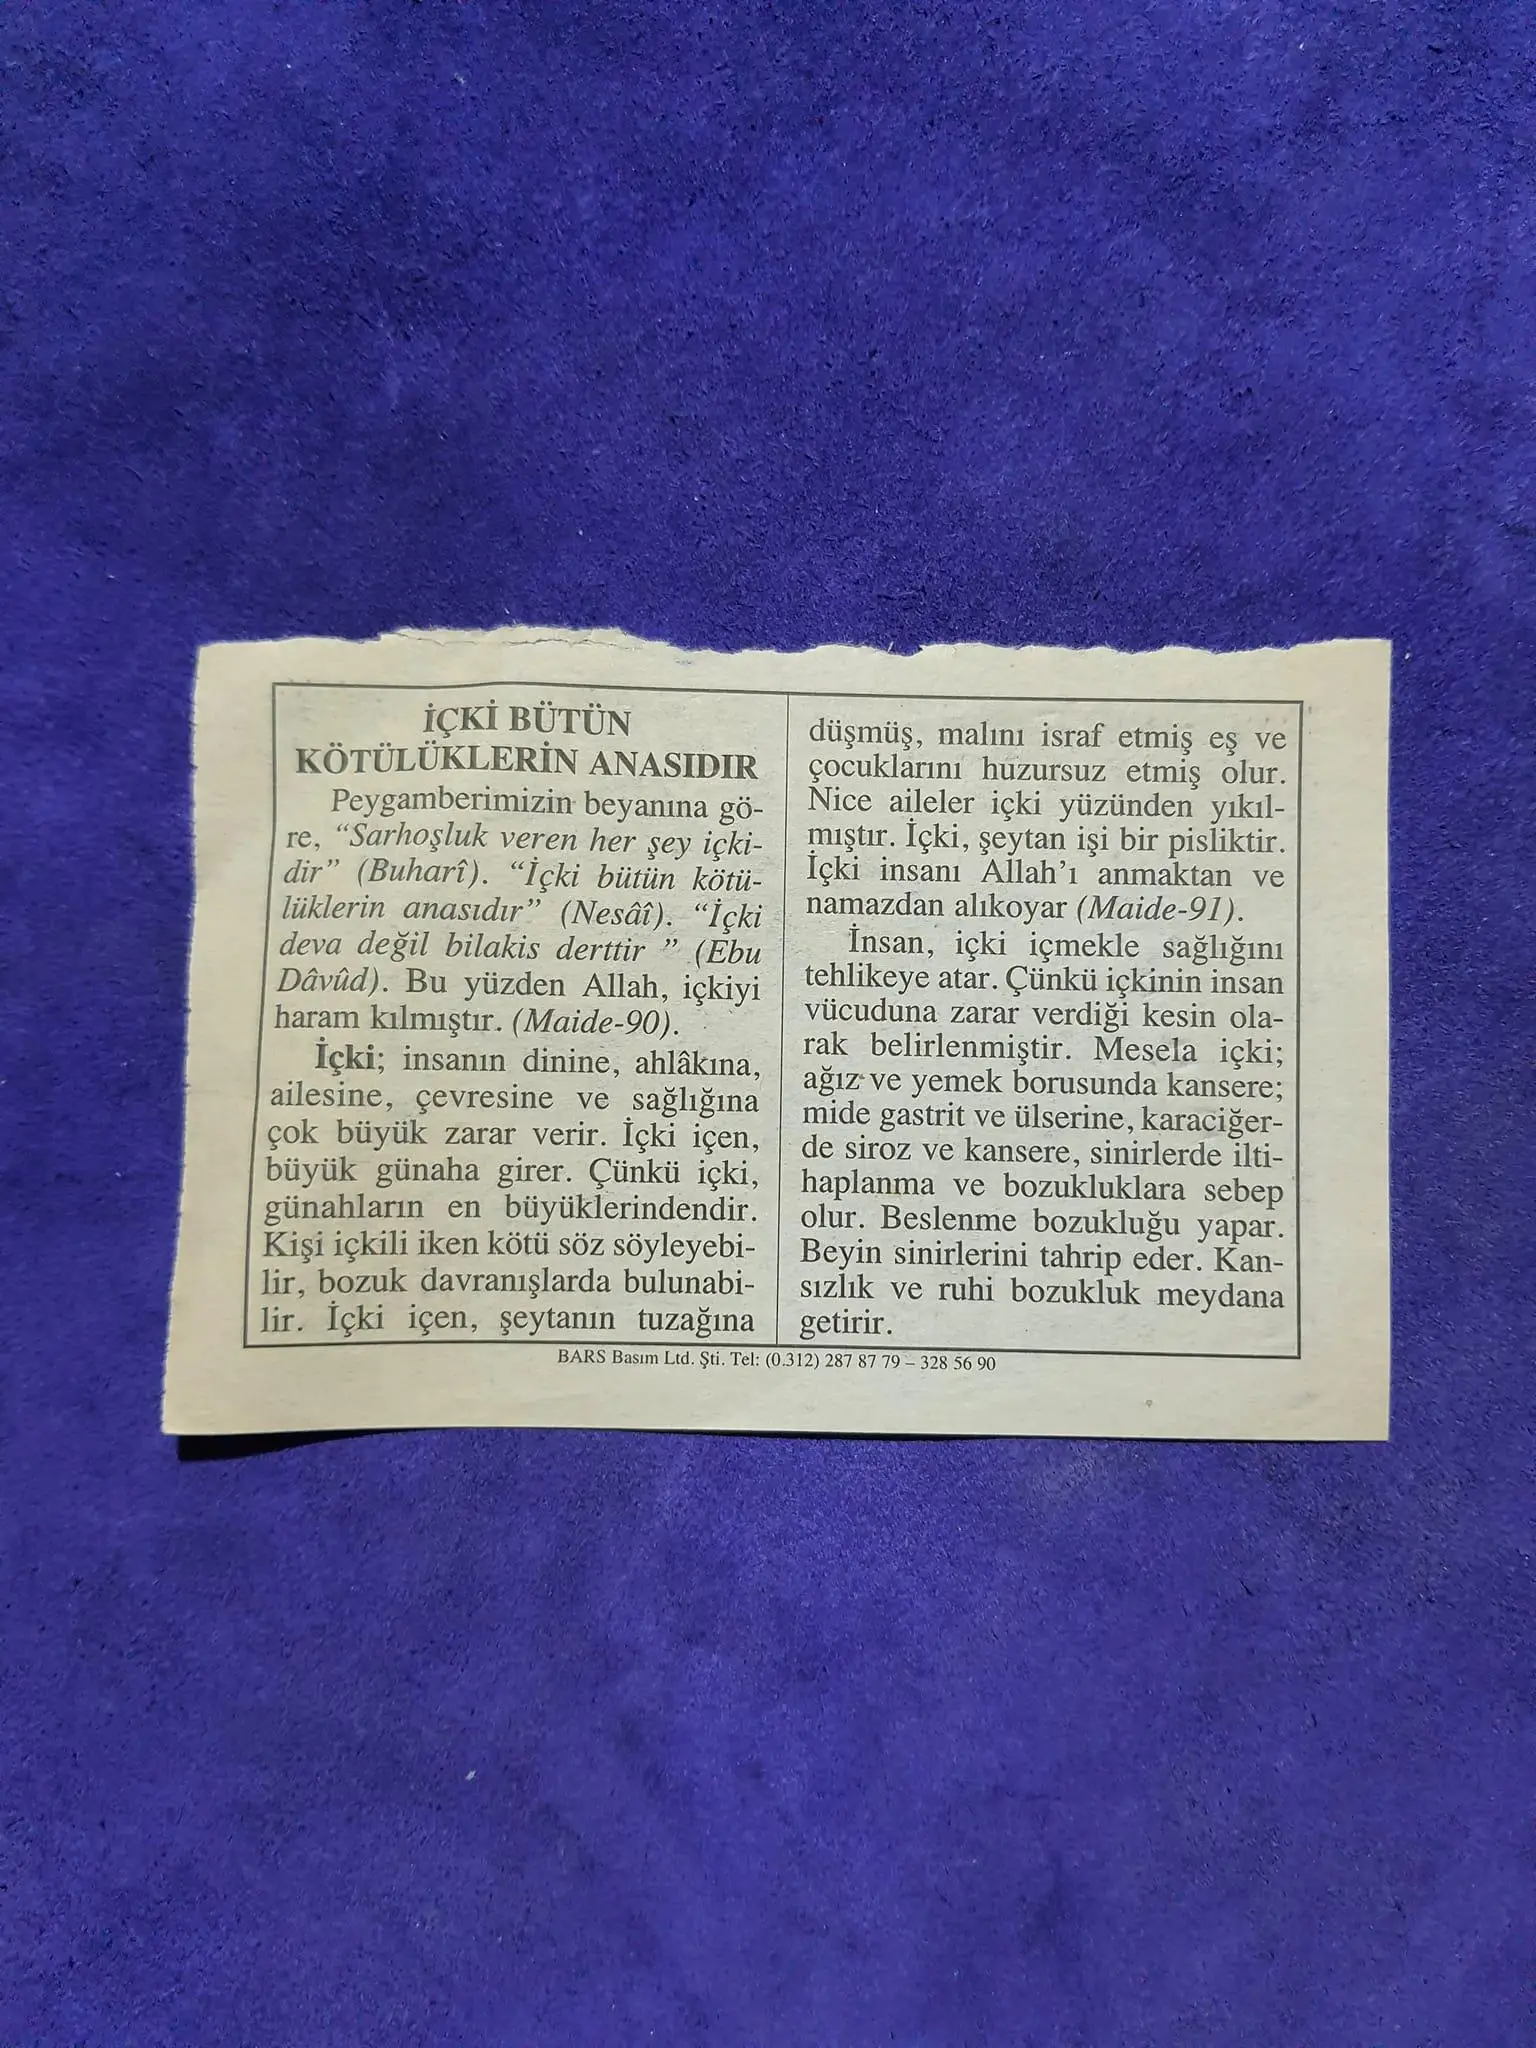 İÇKİ BÜTÜN
KÖTÜLÜKLERİN ANASIDIR
Peygamberimizin beyanına gö-
re, “Sarhoşluk veren her şey içki-
dir” (Buharî). “İçki bütün kötü-
lüklerin anasıdır” (Nesâî). “İçki
deva değil bilakis derttir ” (Ebu
Dâvûd). Bu yüzden Allah, içkiyi
haram kılmıştır. (Maide-90).
İçki; insanın dinine, ahlâkına,
ailesine, çevresine ve sağlığına
çok büyük zarar verir. İçki içen,
büyük günaha girer. Çünkü içki,
günahların en büyüklerindendir.
Kişi içkili iken kötü söz söyleyebi-
lir, bozuk davranışlarda bulunabi-
lir. İçki içen, şeytanın tuzağına
düşmüş, malını israf etmiş eş ve
çocuklarını huzursuz etmiş olur.
Nice aileler içki yüzünden yıkıl-
mıştır. İçki, şeytan işi bir pisliktir.
İçki insanı Allah’ı anmaktan ve
namazdan alıkoyar (Maide-91).
İnsan, içki içmekle sağlığını
tehlikeye atar. Çünkü içkinin insan
vücuduna zarar verdiği kesin ola-
rak belirlenmiştir. Mesela içki;
ağız ve yemek borusunda kansere;
mide gastrit ve ülserine, karaciğer-
de siroz ve kansere, sinirlerde ilti-
haplanma ve bozukluklara sebep
olur. Beslenme bozukluğu yapar.
Beyin sinirlerini tahrip eder. Kan-
sızlık ve ruhi bozukluk meydana
getirir.
BARS Basım Ltd. Şti. Tel: (0.312) 287 87 79 – 328 56 90